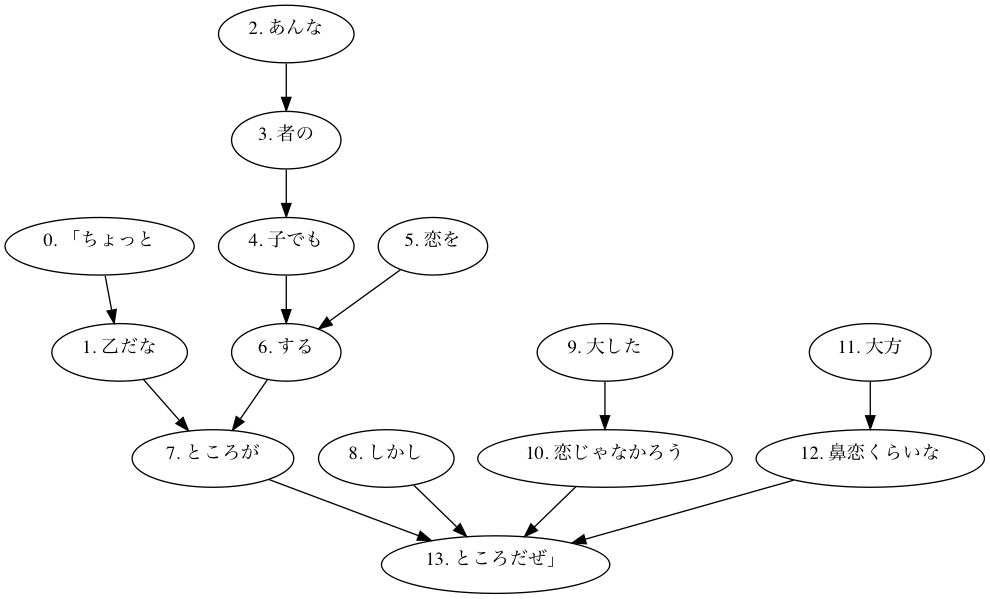 2. あんな
3. 者の
0. 「ちょっと
4. 子でも
5. 恋を
1. 乙だな
6. する
9. 大した
11. 大方
7. ところが
8. しかし
10. 恋じゃなかろう
12. 鼻恋くらいな
13. ところだぜ」